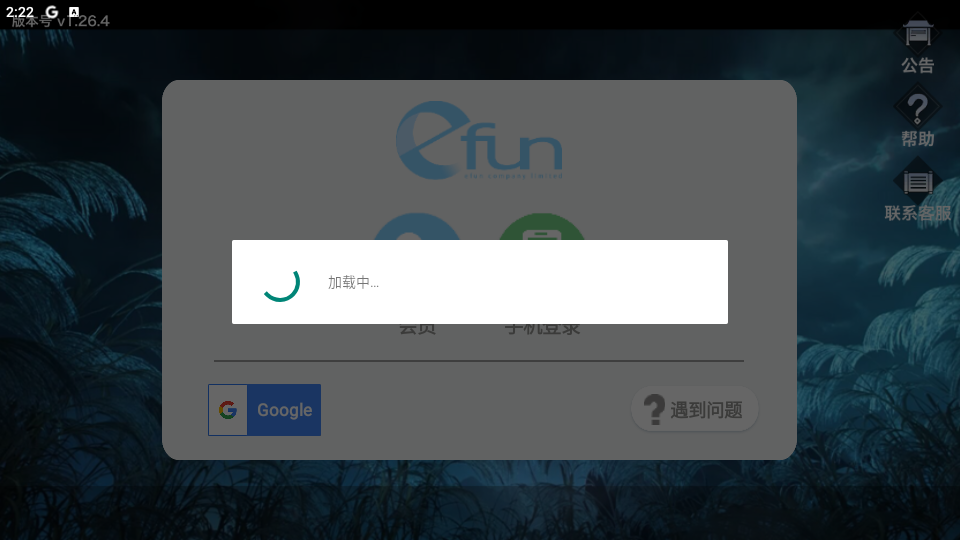 2:22
版本号 v1.26.4
公告
帮助
联系客服
efun
efun company limited
加载中...
会员
手机登录
Google
遇到问题